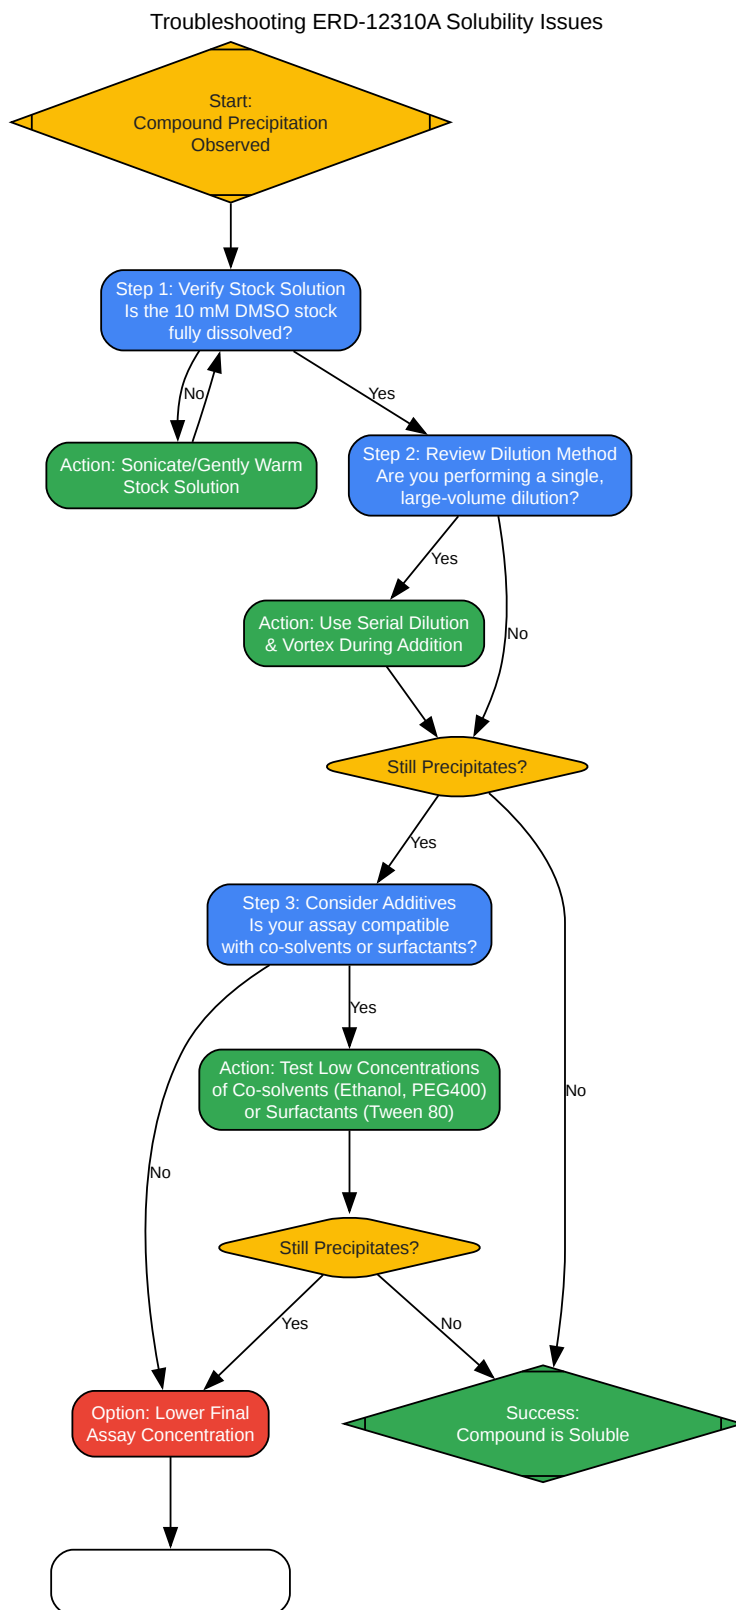 Troubleshooting ERD-12310A Solubility Issues
Start:
Compound Precipitation
Observed
Step 1: Verify Stock Solution
Is the 10 mM DMSO stock
fully dissolved?
No
Yes
Action: Sonicate/Gently Warm
Stock Solution
Step 2: Review Dilution Method
Are you performing a single,
large-volume dilution?
Yes
No
Action: Use Serial Dilution
& Vortex During Addition
Still Precipitates?
Yes
No
Step 3: Consider Additives
Is your assay compatible
with co-solvents or surfactants?
Yes
No
Action: Test Low Concentrations
of Co-solvents (Ethanol, PEG400)
or Surfactants (Tween 80)
Still Precipitates?
Yes
No
Option: Lower Final
Assay Concentration
Success:
Compound is Soluble